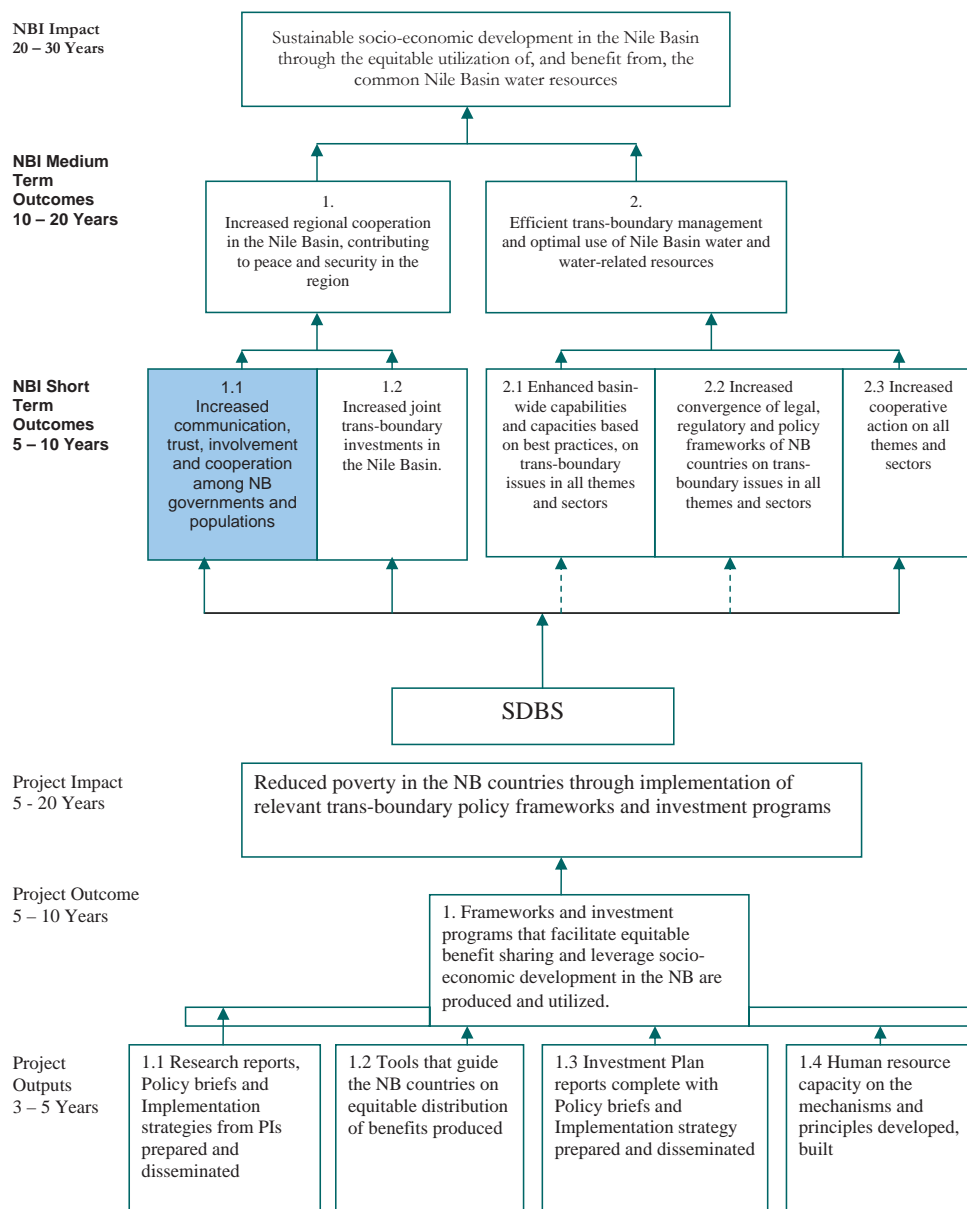 NBI Impact
20 – 30 Years
Sustainable socio-economic development in the Nile Basin
through the equitable utilization of, and benefit from, the
common Nile Basin water resources
NBI Medium
Term
Outcomes
10 – 20 Years
1.
Increased regional cooperation
in the Nile Basin, contributing
to peace and security in the
region
2.
Efficient trans-boundary management
and optimal use of Nile Basin water and
water-related resources
NBI Short
Term
Outcomes
5 – 10 Years
1.1
Increased
communication,
trust, involvement
and cooperation
among NB
governments and
populations
1.2
Increased joint
trans-boundary
investments in
the Nile Basin.
2.1 Enhanced basin-
wide capabilities
and capacities based
on best practices, on
trans-boundary
issues in all themes
and sectors
2.2 Increased
convergence of legal,
regulatory and policy
frameworks of NB
countries on trans-
boundary issues in all
themes and sectors
2.3 Increased
cooperative
action on all
themes and
sectors
SDBS
Project Impact
5 - 20 Years
Reduced poverty in the NB countries through implementation of
relevant trans-boundary policy frameworks and investment programs
Project Outcome
5 – 10 Years
1. Frameworks and investment
programs that facilitate equitable
benefit sharing and leverage socio-
economic development in the NB are
produced and utilized.
Project
Outputs
3 – 5 Years
1.1 Research reports,
Policy briefs and
Implementation
strategies from PIs
prepared and
disseminated
1.2 Tools that guide
the NB countries on
equitable distribution
of benefits produced
1.3 Investment Plan
reports complete with
Policy briefs and
Implementation strategy
prepared and disseminated
1.4 Human resource
capacity on the
mechanisms and
principles developed,
built